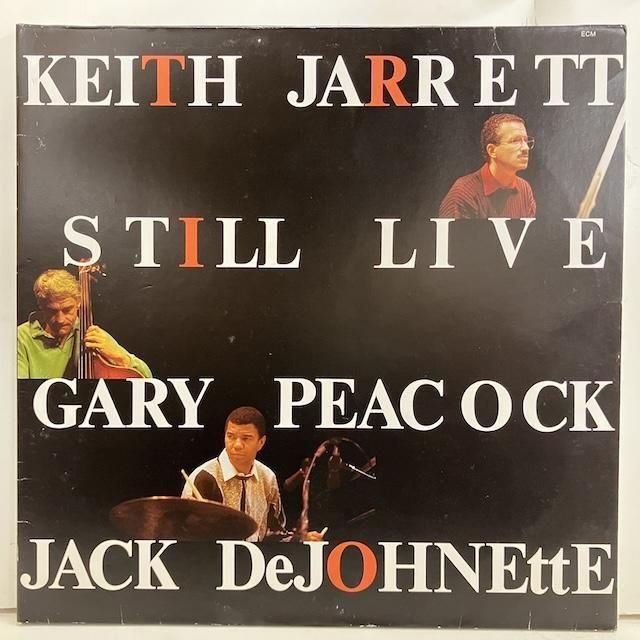 ECM
KEITH JARRETT
STILL LIVE
GARY PEACOCK
JACK DeJOHNEttE